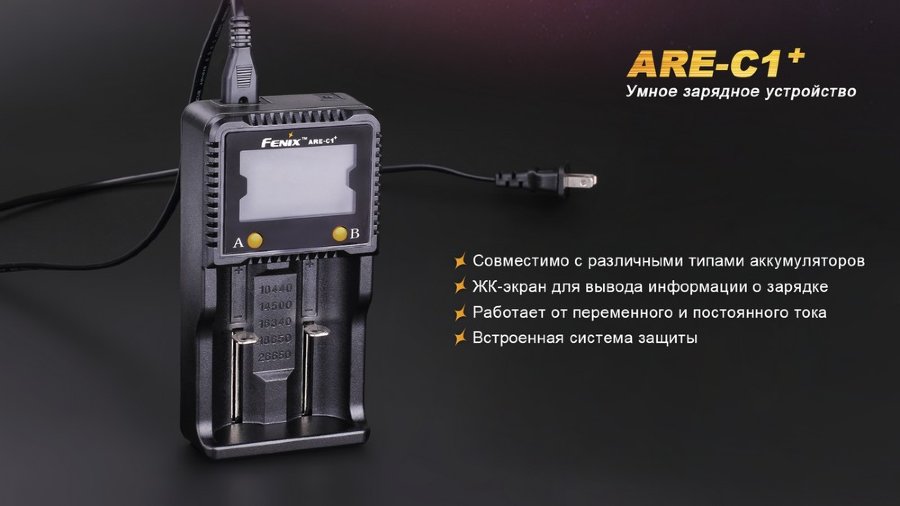 ARE-C1+
Умное зарядное устройство
FENIX™ ARE-C1+
A
B
10440
14500
16340
18650
26650
Совместимо с различными типами аккумуляторов
ЖК-экран для вывода информации о зарядке
Работает от переменного и постоянного тока
Встроенная система защиты